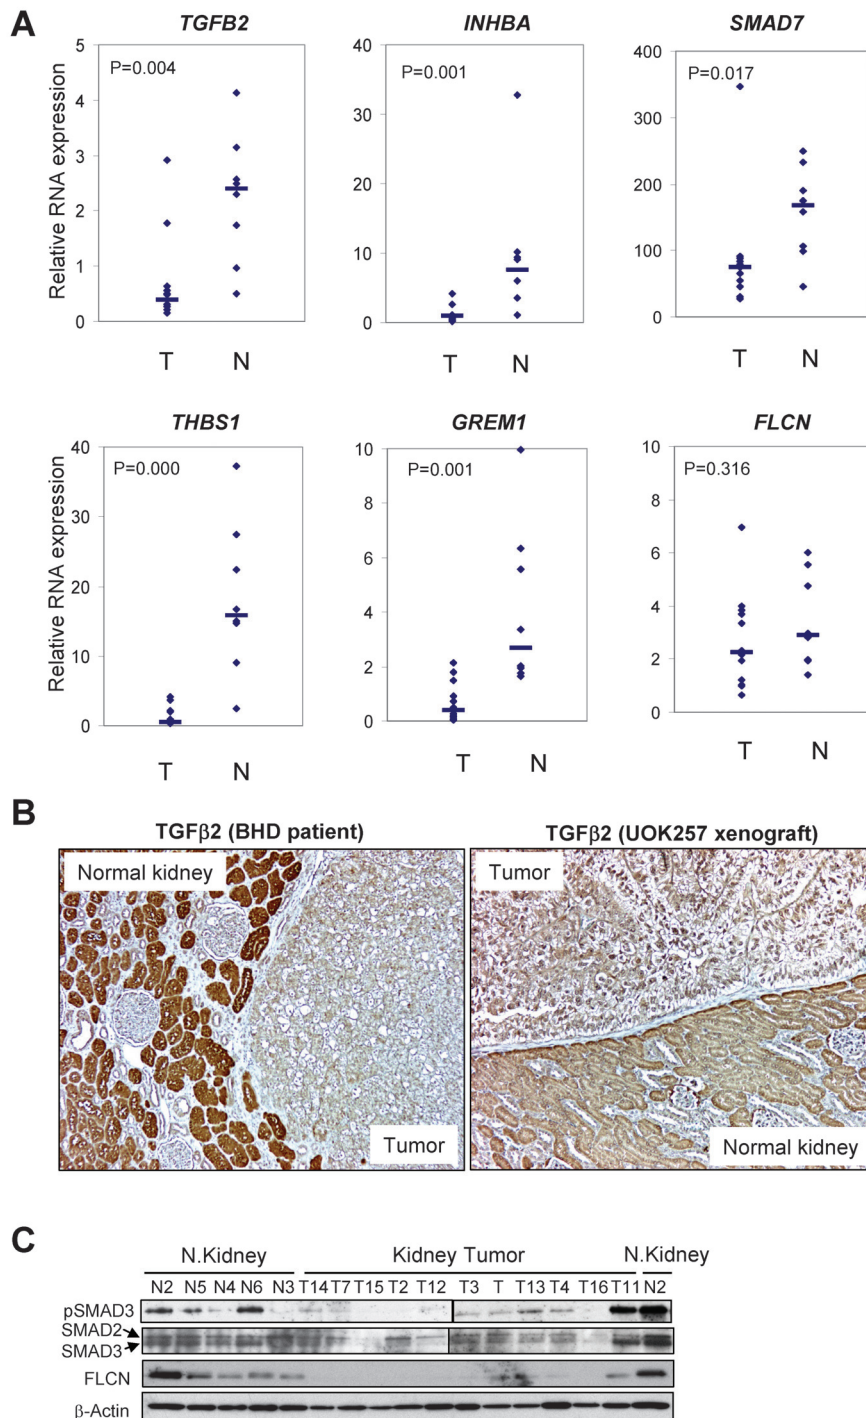 A
TGFB2
INHBA
SMAD7
Relative RNA expression
5
4
3
2
1
0
P=0.004
T
N
40
30
20
10
0
P=0.001
T
N
400
300
200
100
0
P=0.017
T
N
THBS1
GREM1
FLCN
Relative RNA expression
40
30
20
10
0
P=0.000
T
N
10
8
6
4
2
0
P=0.001
T
N
10
8
6
4
2
0
P=0.316
T
N
B
TGFβ2 (BHD patient)
TGFβ2 (UOK257 xenograft)
Normal kidney
Tumor
Tumor
Normal kidney
C
N.Kidney
Kidney Tumor
N.Kidney
N2 N5 N4 N6 N3 T14 T7 T15 T2 T12 T3 T T13 T4 T16 T11 N2
pSMAD3
SMAD2
SMAD3
FLCN
β-Actin